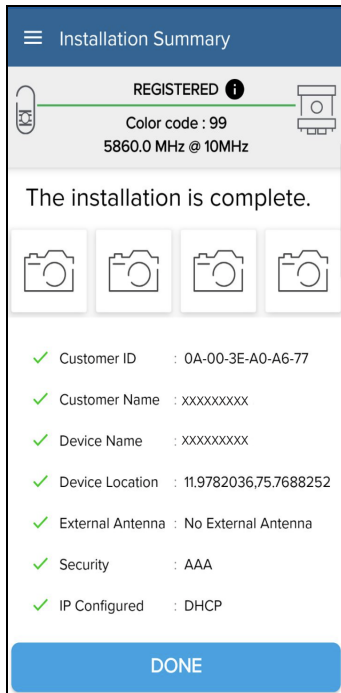 Installation Summary
REGISTERED
Color code : 99
5860.0 MHz @ 10MHz
The installation is complete.
Customer ID : 0A-00-3E-A0-A6-77
Customer Name : XXXXXXXXX
Device Name : XXXXXXXXX
Device Location : 11.9782036,75.7688252
External Antenna : No External Antenna
Security : AAA
IP Configured : DHCP
DONE